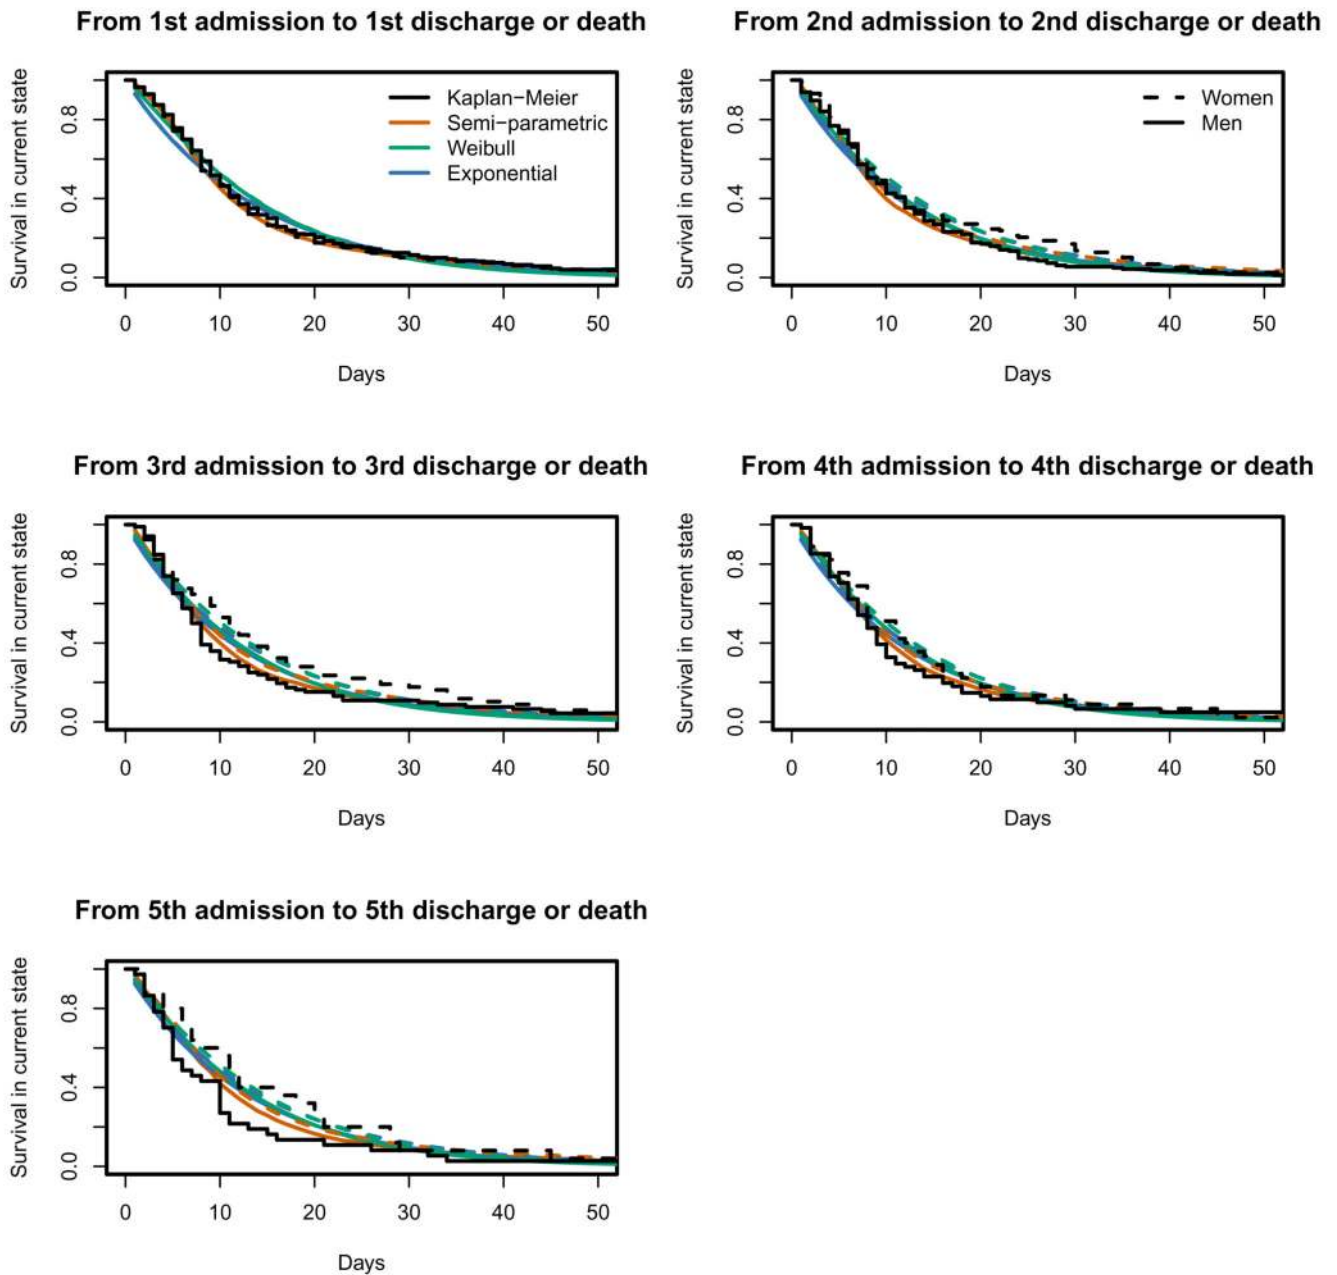 From 1st admission to 1st discharge or death
Survival in current state
0.0 0.4 0.8
Kaplan−Meier
Semi−parametric
Weibull
Exponential
0 10 20 30 40 50
Days
From 2nd admission to 2nd discharge or death
Survival in current state
0.0 0.4 0.8
Women
Men
0 10 20 30 40 50
Days
From 3rd admission to 3rd discharge or death
Survival in current state
0.0 0.4 0.8
0 10 20 30 40 50
Days
From 4th admission to 4th discharge or death
Survival in current state
0.0 0.4 0.8
0 10 20 30 40 50
Days
From 5th admission to 5th discharge or death
Survival in current state
0.0 0.4 0.8
0 10 20 30 40 50
Days